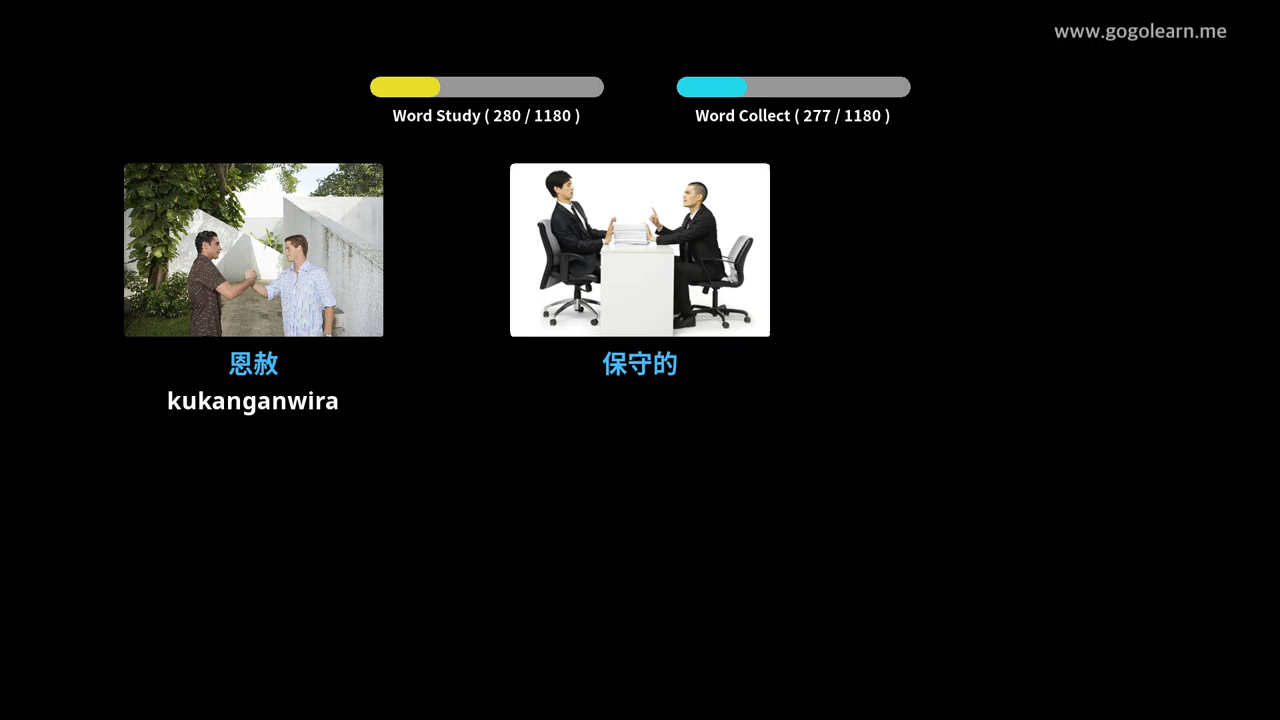 www.gogolearn.me
Word Study ( 280 / 1180 )
Word Collect ( 277 / 1180 )
恩赦
kukanganwira
保守的